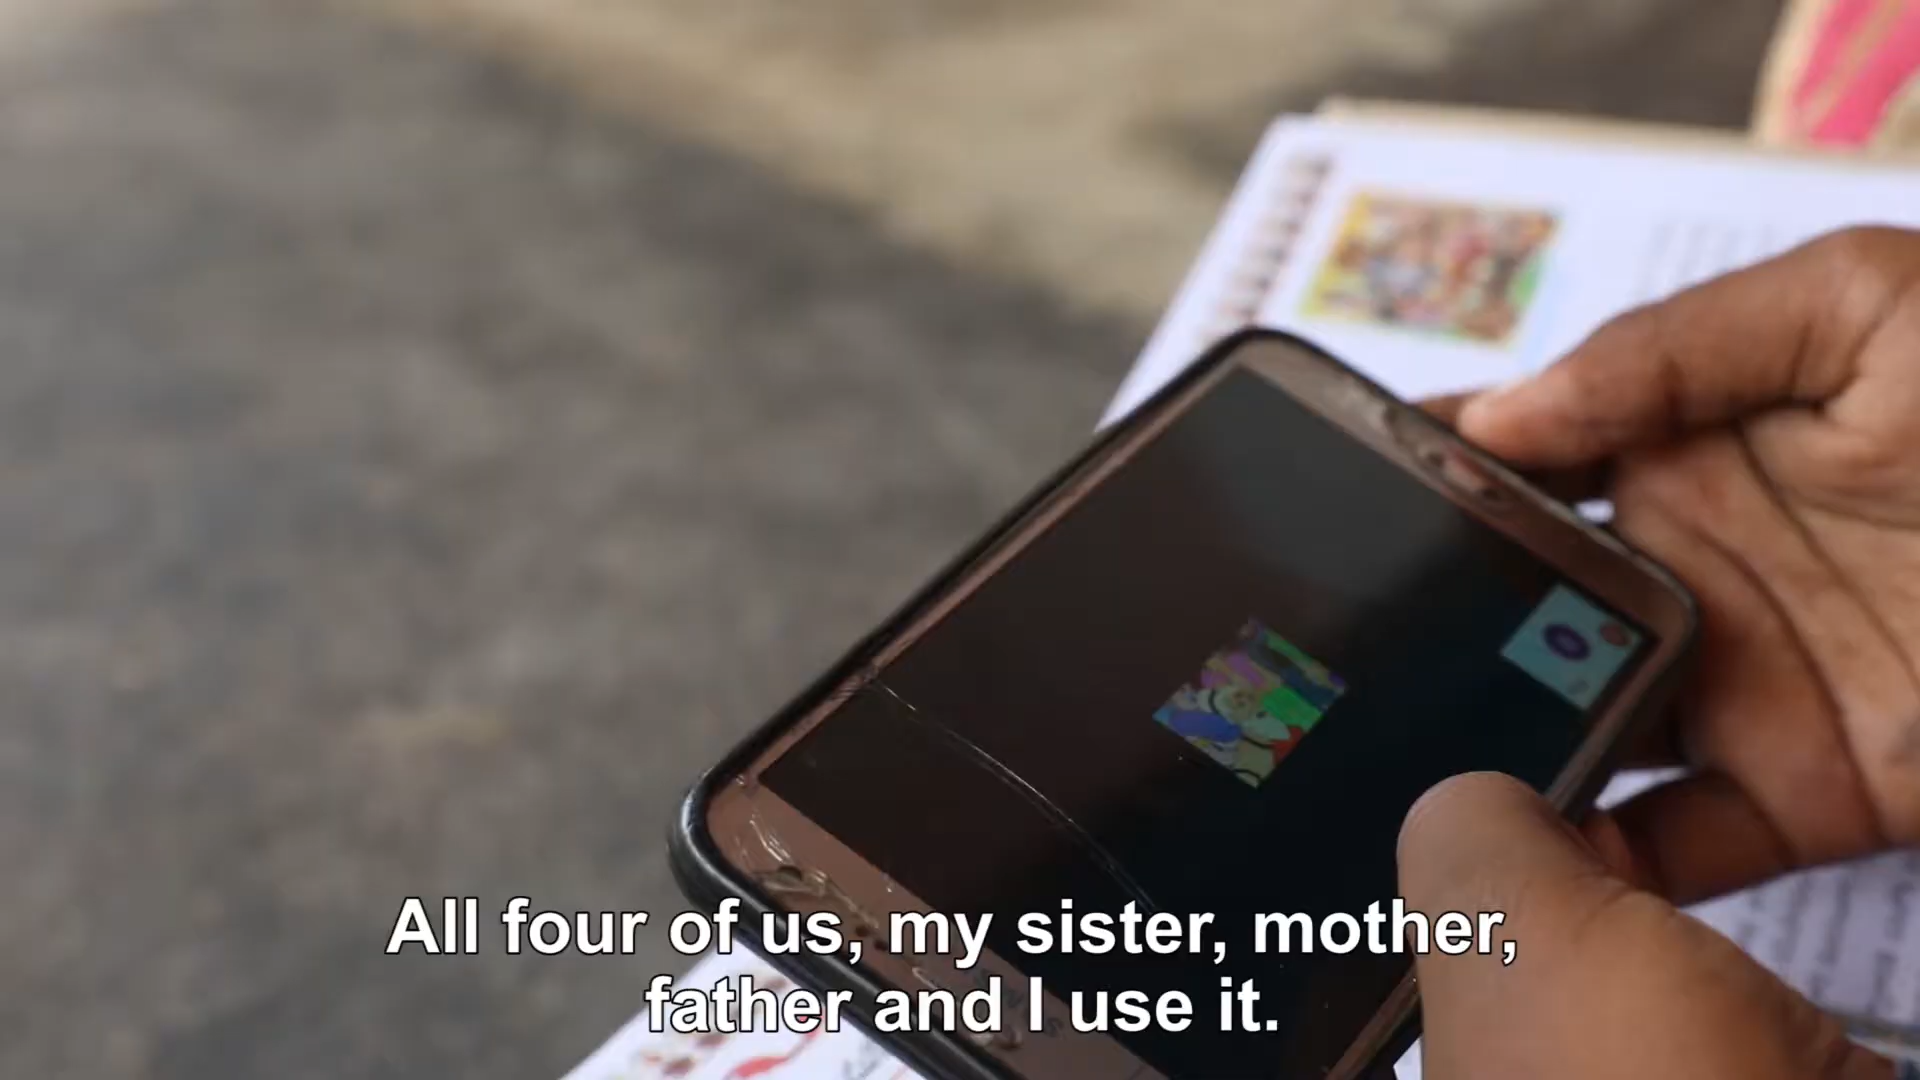 All four of us, my sister, mother,
father and I use it.